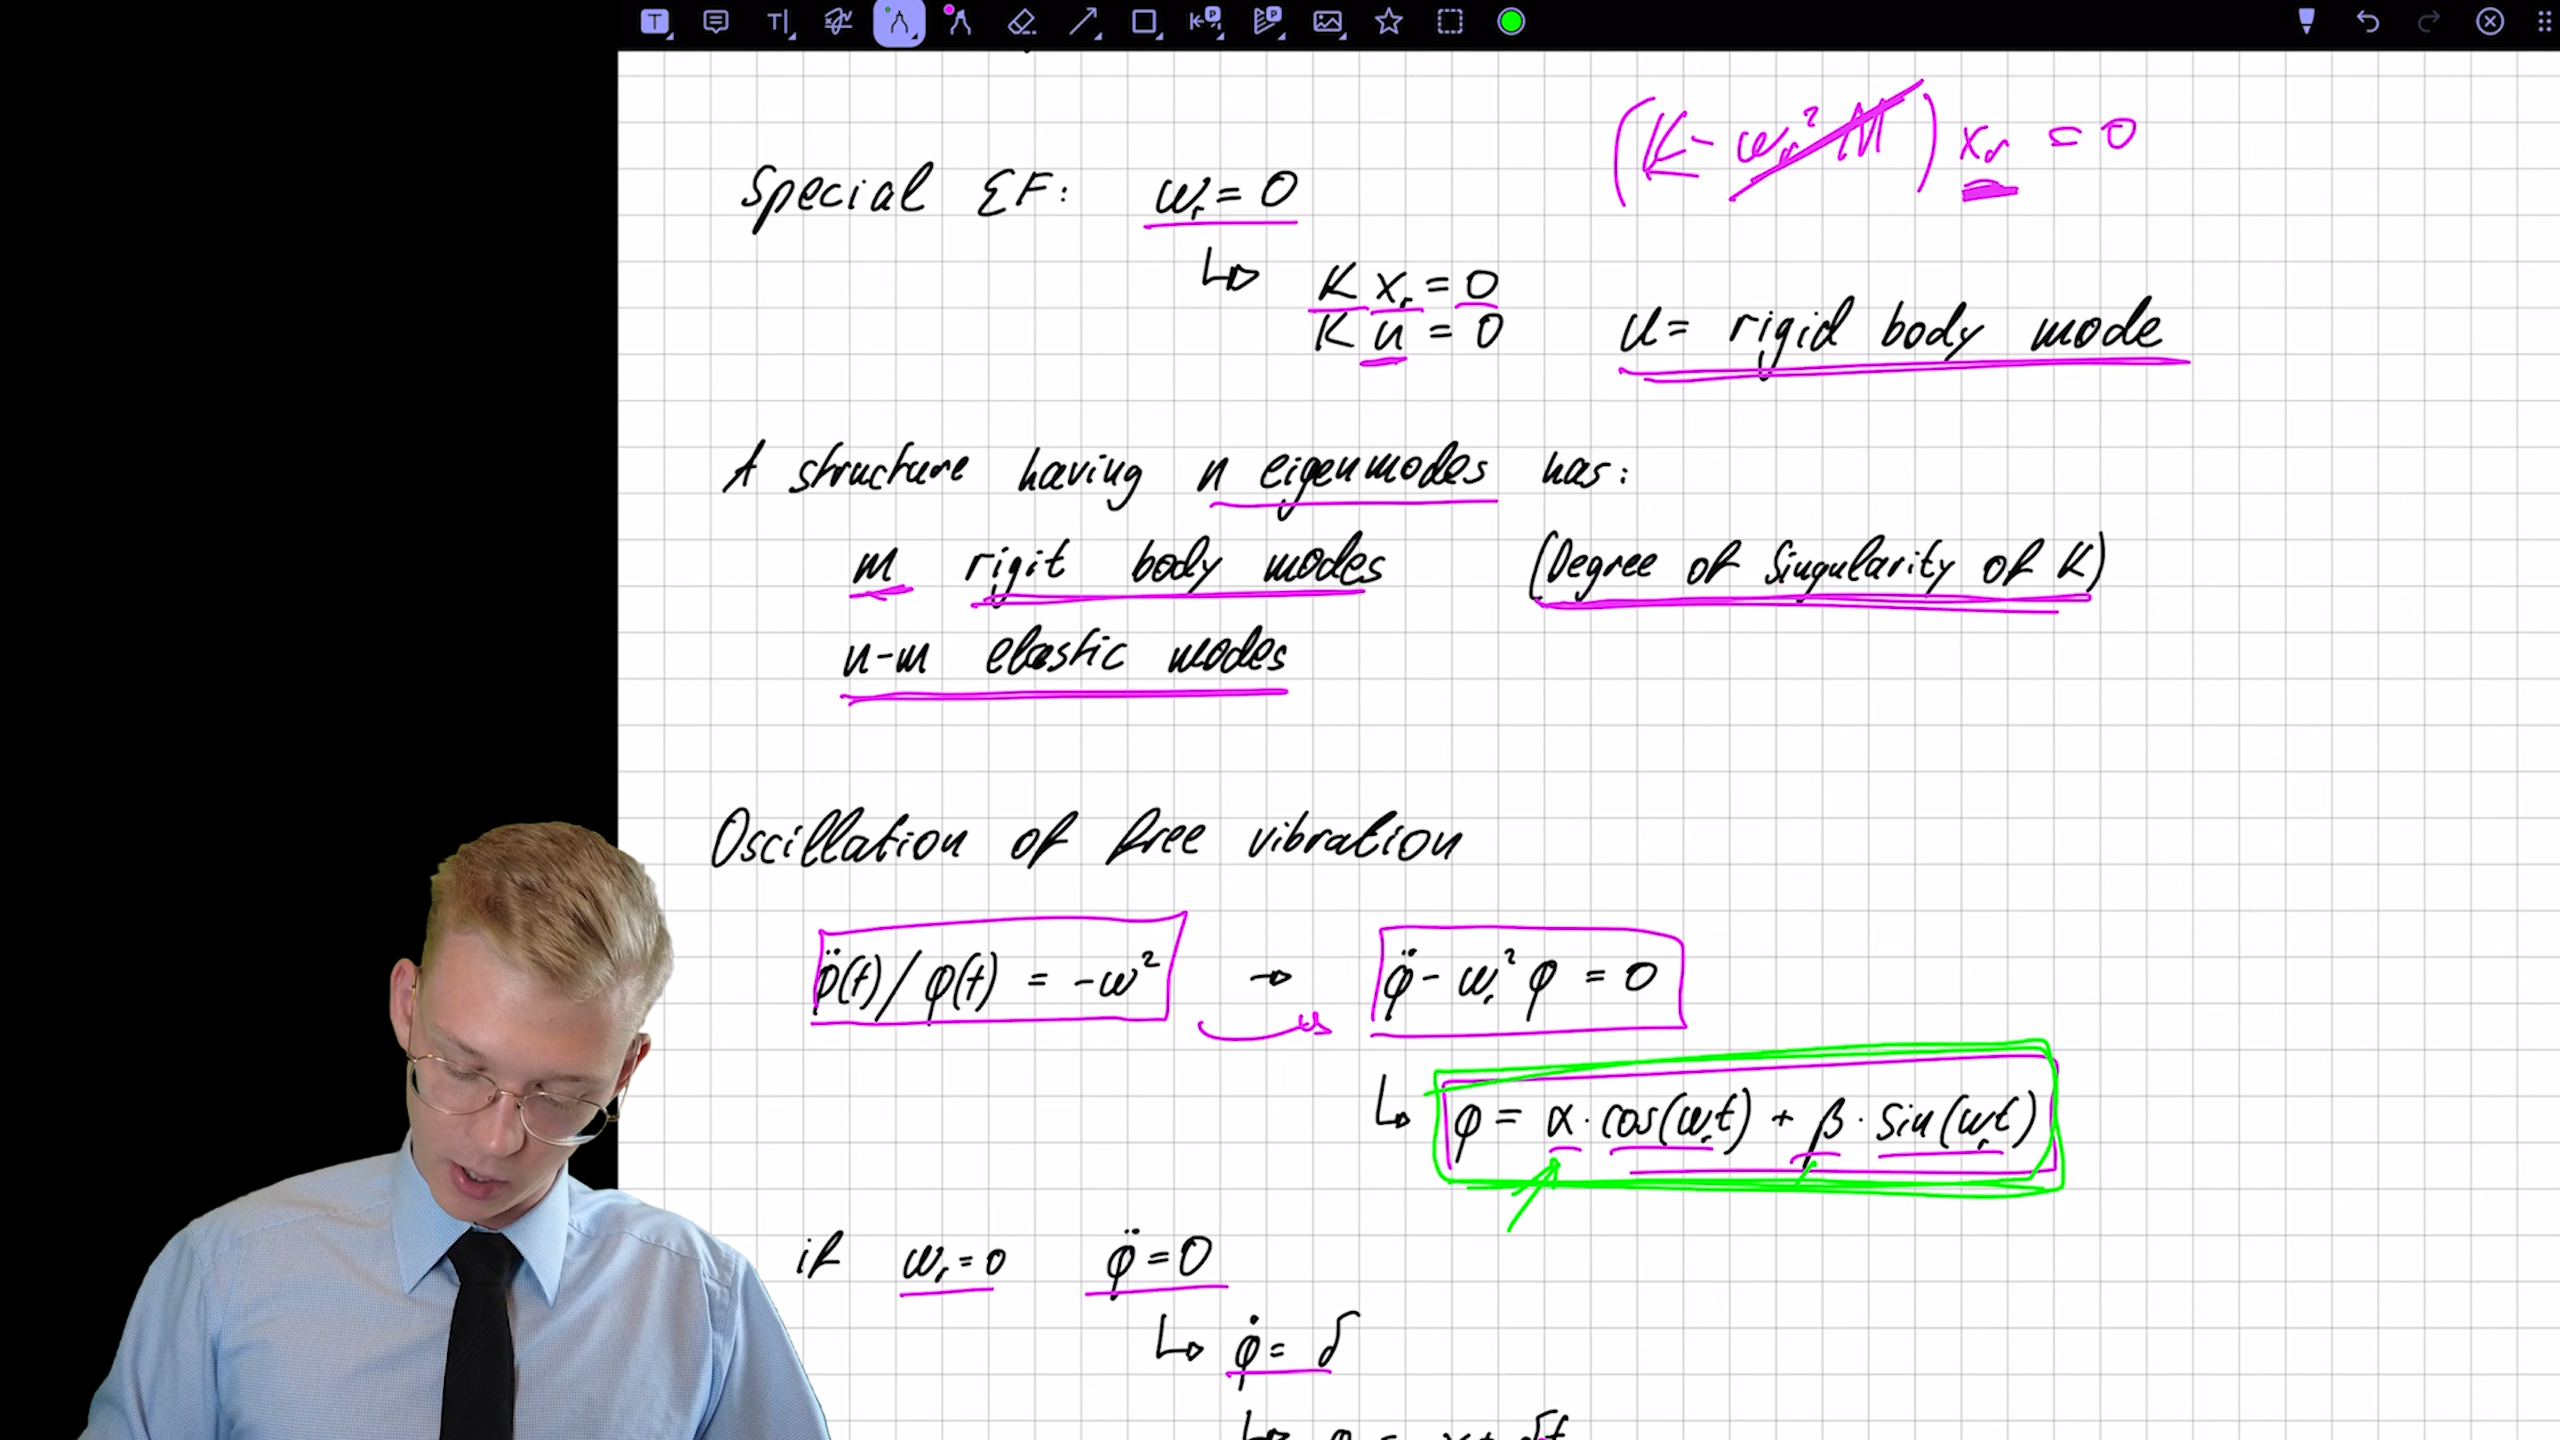 (K - ωᵣ² M) xᵣ = 0
Special EF: ωᵣ = 0
↳ K xᵣ = 0
K u = 0 u = rigid body mode
A structure having n eigenmodes has:
m rigit body modes (Degree of Singularity of K)
n-m elastic modes
Oscillation of free vibration
φ̈(t) / φ(t) = -ω² → φ̈ - ωᵣ² φ = 0
↳ φ = α · cos(ωᵣt) + β · sin(ωᵣt)
if ωᵣ = 0 φ̈ = 0
↳ φ̇ = δ